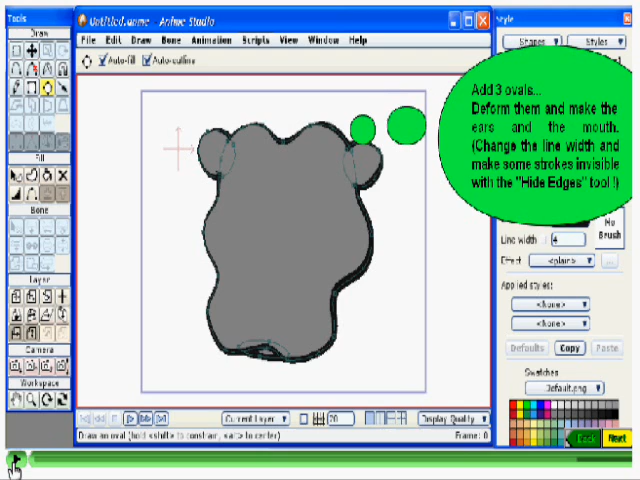 Tools
Draw
Fill
Bone
Layer
Camera
Workspace
Untitled.anme - Anime Studio
File Edit Draw Bone Animation Scripts View Window Help
Auto-fill Auto-outline
Current Layer
20
Display Quality
Draw an oval (hold <shift> to constrain, <alt> to center)
Frame: 0
Style
Shapes Styles
Add 3 ovals...
Deform them and make the
ears and the mouth.
(Change the line width and
make some strokes invisible
with the "Hide Edges" tool !)
No
Brush
Line width 4
Effect <plain> ...
Applied styles:
<None>
<None>
Defaults Copy Paste
Swatches
Default.png
Back Next